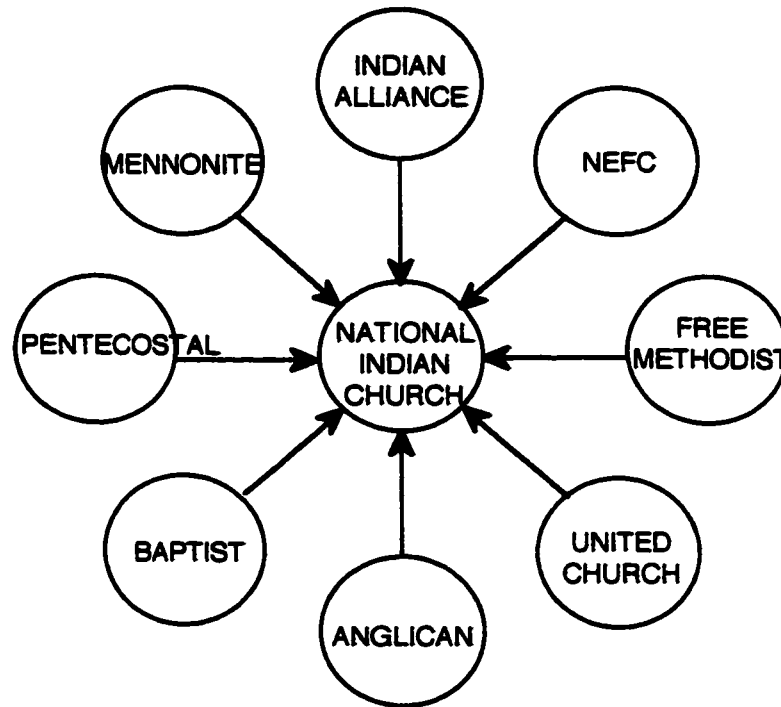 INDIAN
ALLIANCE
MENNONITE
NEFC
PENTECOSTAL
NATIONAL
INDIAN
CHURCH
FREE
METHODIST
BAPTIST
UNITED
CHURCH
ANGLICAN